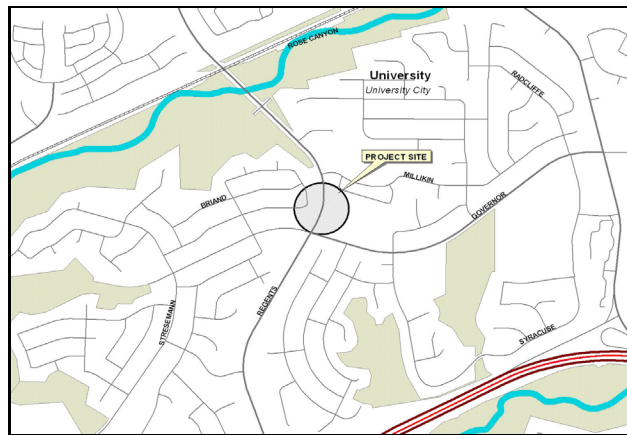 ROSE CANYON
University
University City
RADCLIFFE
PROJECT SITE
MILLIKIN
BRIAND
GOVERNOR
REGENTS
STRESEMANN
SYRACUSE